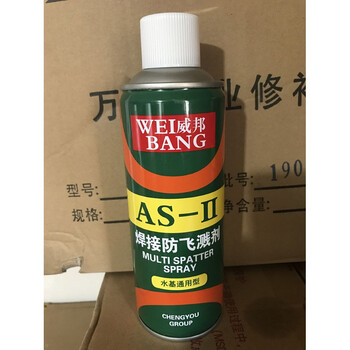 万
业修补
型号:
批号:
190
规格:
净含量:
WEI威邦
BANG
AS-II
焊接防飞溅剂
MULTI SPATTER
SPRAY
水基通用型
CHENGYOU
GROUP